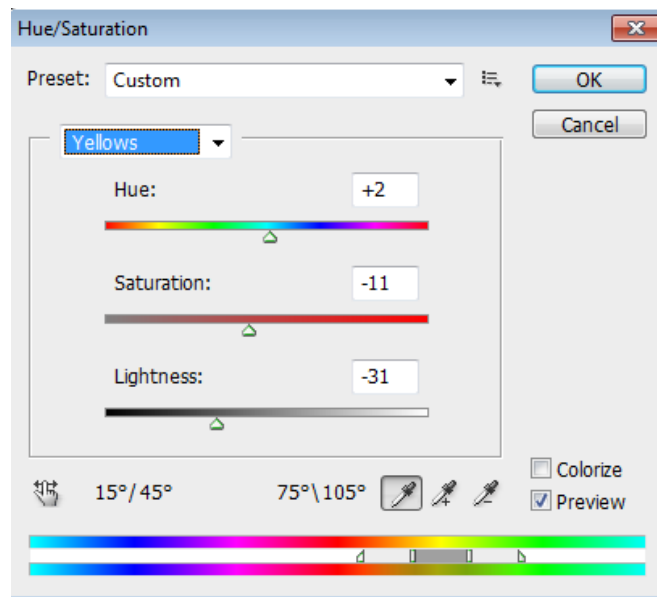 Hue/Saturation
Preset: Custom
OK
Cancel
Yellows
Hue: +2
Saturation: -11
Lightness: -31
15°/45° 75°\105°
Colorize
Preview